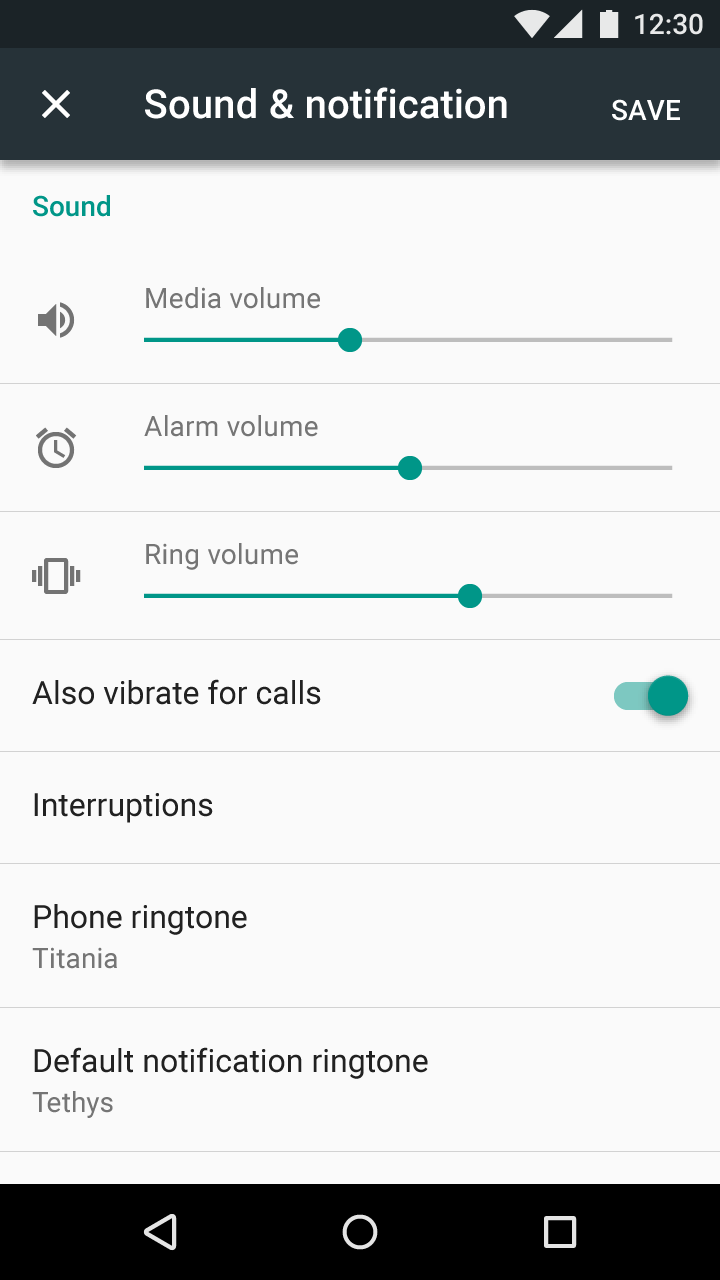 12:30
Sound & notification
SAVE
Sound
Media volume
Alarm volume
Ring volume
Also vibrate for calls
Interruptions
Phone ringtone
Titania
Default notification ringtone
Tethys